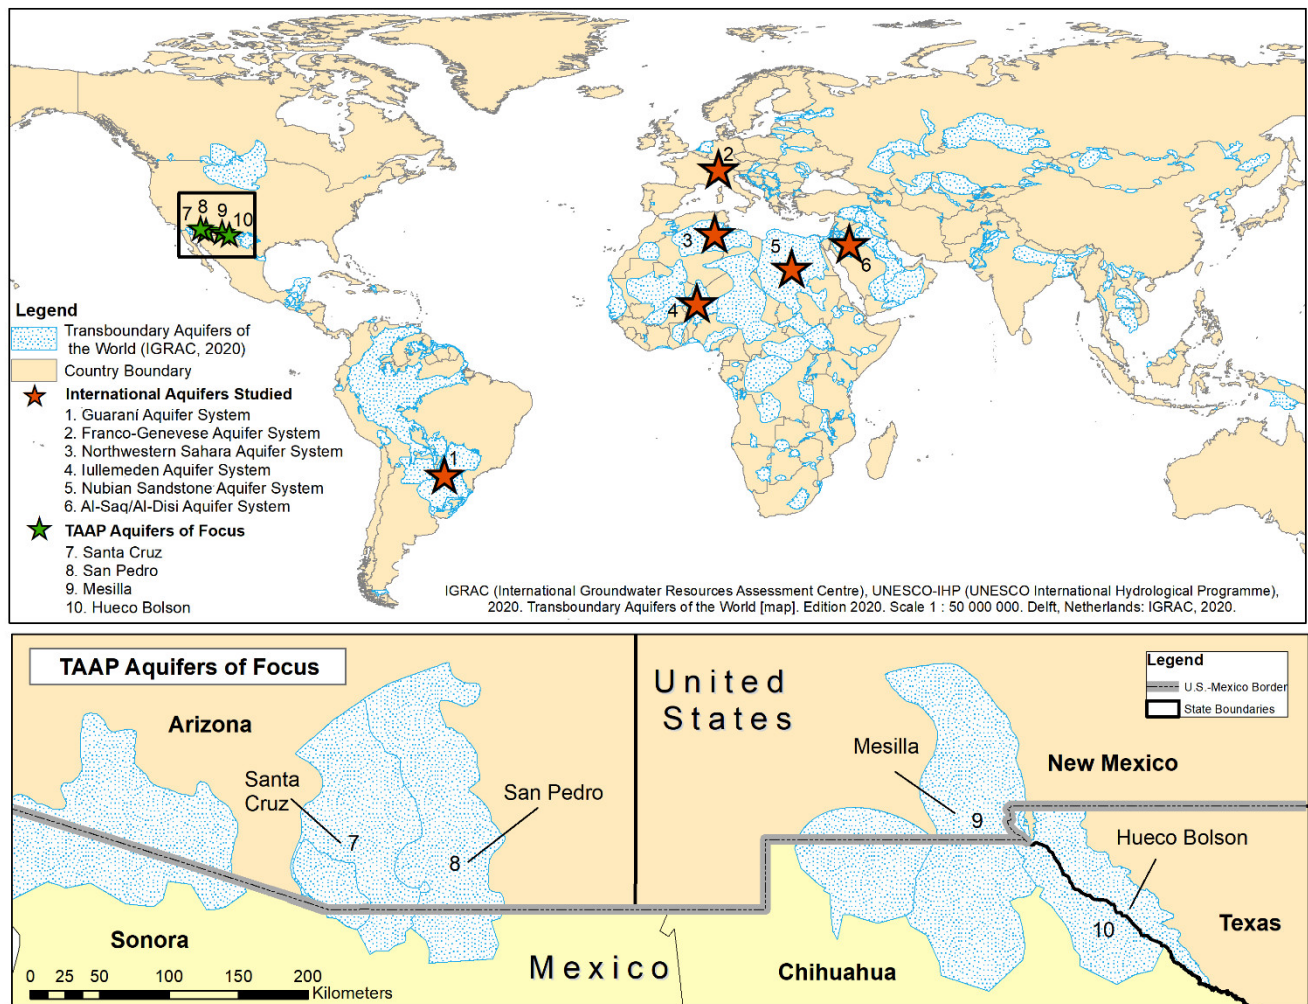 2
7
8
9
10
3
5
6
4
1
Legend
Transboundary Aquifers of
the World (IGRAC, 2020)
Country Boundary
International Aquifers Studied
1. Guaraní Aquifer System
2. Franco-Genevese Aquifer System
3. Northwestern Sahara Aquifer System
4. Iullemeden Aquifer System
5. Nubian Sandstone Aquifer System
6. Al-Saq/Al-Disi Aquifer System
TAAP Aquifers of Focus
7. Santa Cruz
8. San Pedro
9. Mesilla
10. Hueco Bolson
IGRAC (International Groundwater Resources Assessment Centre), UNESCO-IHP (UNESCO International Hydrological Programme),
2020. Transboundary Aquifers of the World [map]. Edition 2020. Scale 1 : 50 000 000. Delft, Netherlands: IGRAC, 2020.
TAAP Aquifers of Focus
United
States
Legend
U.S.-Mexico Border
State Boundaries
Arizona
Mesilla
New Mexico
Santa
Cruz
San Pedro
7
8
9
Hueco Bolson
10
Texas
Sonora
Mexico
Chihuahua
0 25 50 100 150 200
Kilometers